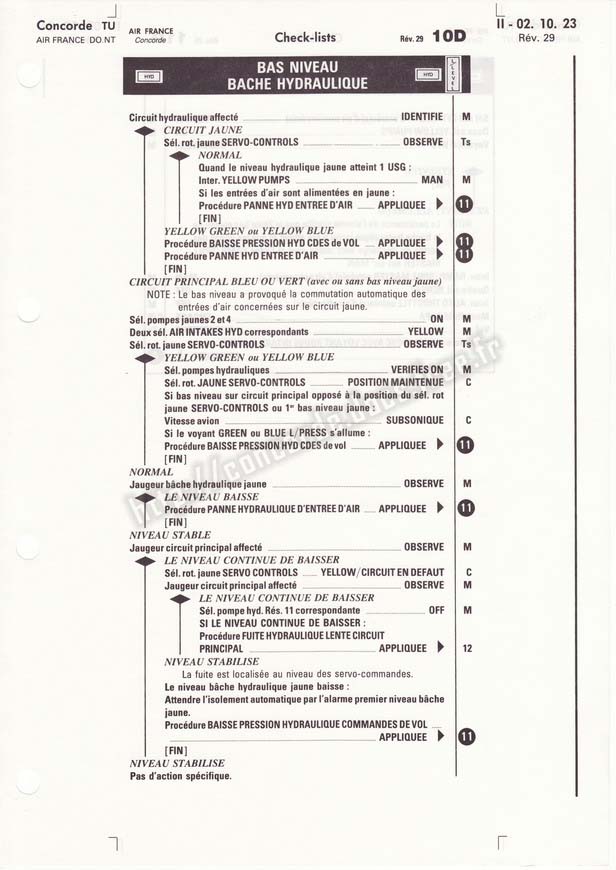 Concorde TU
AIR FRANCE DO.NT
AIR FRANCE
Concorde
Check-lists
Rév. 29 10D
II - 02. 10. 23
Rév. 29
HYD
BAS NIVEAU
BACHE HYDRAULIQUE
HYD
L/LEVEL
Circuit hydraulique affecté IDENTIFIE M
CIRCUIT JAUNE
Sél. rot. jaune SERVO-CONTROLS OBSERVE Ts
NORMAL
Quand le niveau hydraulique jaune atteint 1 USG :
Inter. YELLOW PUMPS MAN M
Si les entrées d'air sont alimentées en jaune :
Procédure PANNE HYD ENTREE D'AIR APPLIQUEE 11
[FIN]
YELLOW GREEN ou YELLOW BLUE
Procédure BAISSE PRESSION HYD CDES de VOL APPLIQUEE 11
Procédure PANNE HYD ENTREE D'AIR APPLIQUEE 11
[FIN]
CIRCUIT PRINCIPAL BLEU OU VERT (avec ou sans bas niveau jaune)
NOTE : Le bas niveau a provoqué la commutation automatique des
entrées d'air concernées sur le circuit jaune.
Sél. pompes jaunes 2 et 4 ON M
Deux sél. AIR INTAKES HYD correspondants YELLOW M
Sél. rot. jaune SERVO-CONTROLS OBSERVE Ts
YELLOW GREEN ou YELLOW BLUE
Sél. pompes hydrauliques VERIFIES ON M
Sél. rot. JAUNE SERVO-CONTROLS POSITION MAINTENUE C
Si bas niveau sur circuit principal opposé à la position du sél. rot
jaune SERVO-CONTROLS ou 1er bas niveau jaune :
Vitesse avion SUBSONIQUE C
Si le voyant GREEN ou BLUE L/PRESS s'allume :
Procédure BAISSE PRESSION HYD CDES de vol APPLIQUEE 11
[FIN]
NORMAL
Jaugeur bâche hydraulique jaune OBSERVE M
LE NIVEAU BAISSE
Procédure PANNE HYDRAULIQUE D'ENTREE D'AIR APPLIQUEE 11
[FIN]
NIVEAU STABLE
Jaugeur circuit principal affecté OBSERVE M
LE NIVEAU CONTINUE DE BAISSER
Sél. rot. jaune SERVO CONTROLS YELLOW/CIRCUIT EN DEFAUT C
Jaugeur circuit principal affecté OBSERVE M
LE NIVEAU CONTINUE DE BAISSER
Sél. pompe hyd. Rés. 11 correspondante OFF M
SI LE NIVEAU CONTINUE DE BAISSER :
Procédure FUITE HYDRAULIQUE LENTE CIRCUIT
PRINCIPAL APPLIQUEE 12
NIVEAU STABILISE
La fuite est localisée au niveau des servo-commandes.
Le niveau bâche hydraulique jaune baisse :
Attendre l'isolement automatique par l'alarme premier niveau bâche
jaune.
Procédure BAISSE PRESSION HYDRAULIQUE COMMANDES DE VOL
APPLIQUEE 11
[FIN]
NIVEAU STABILISE
Pas d'action spécifique.